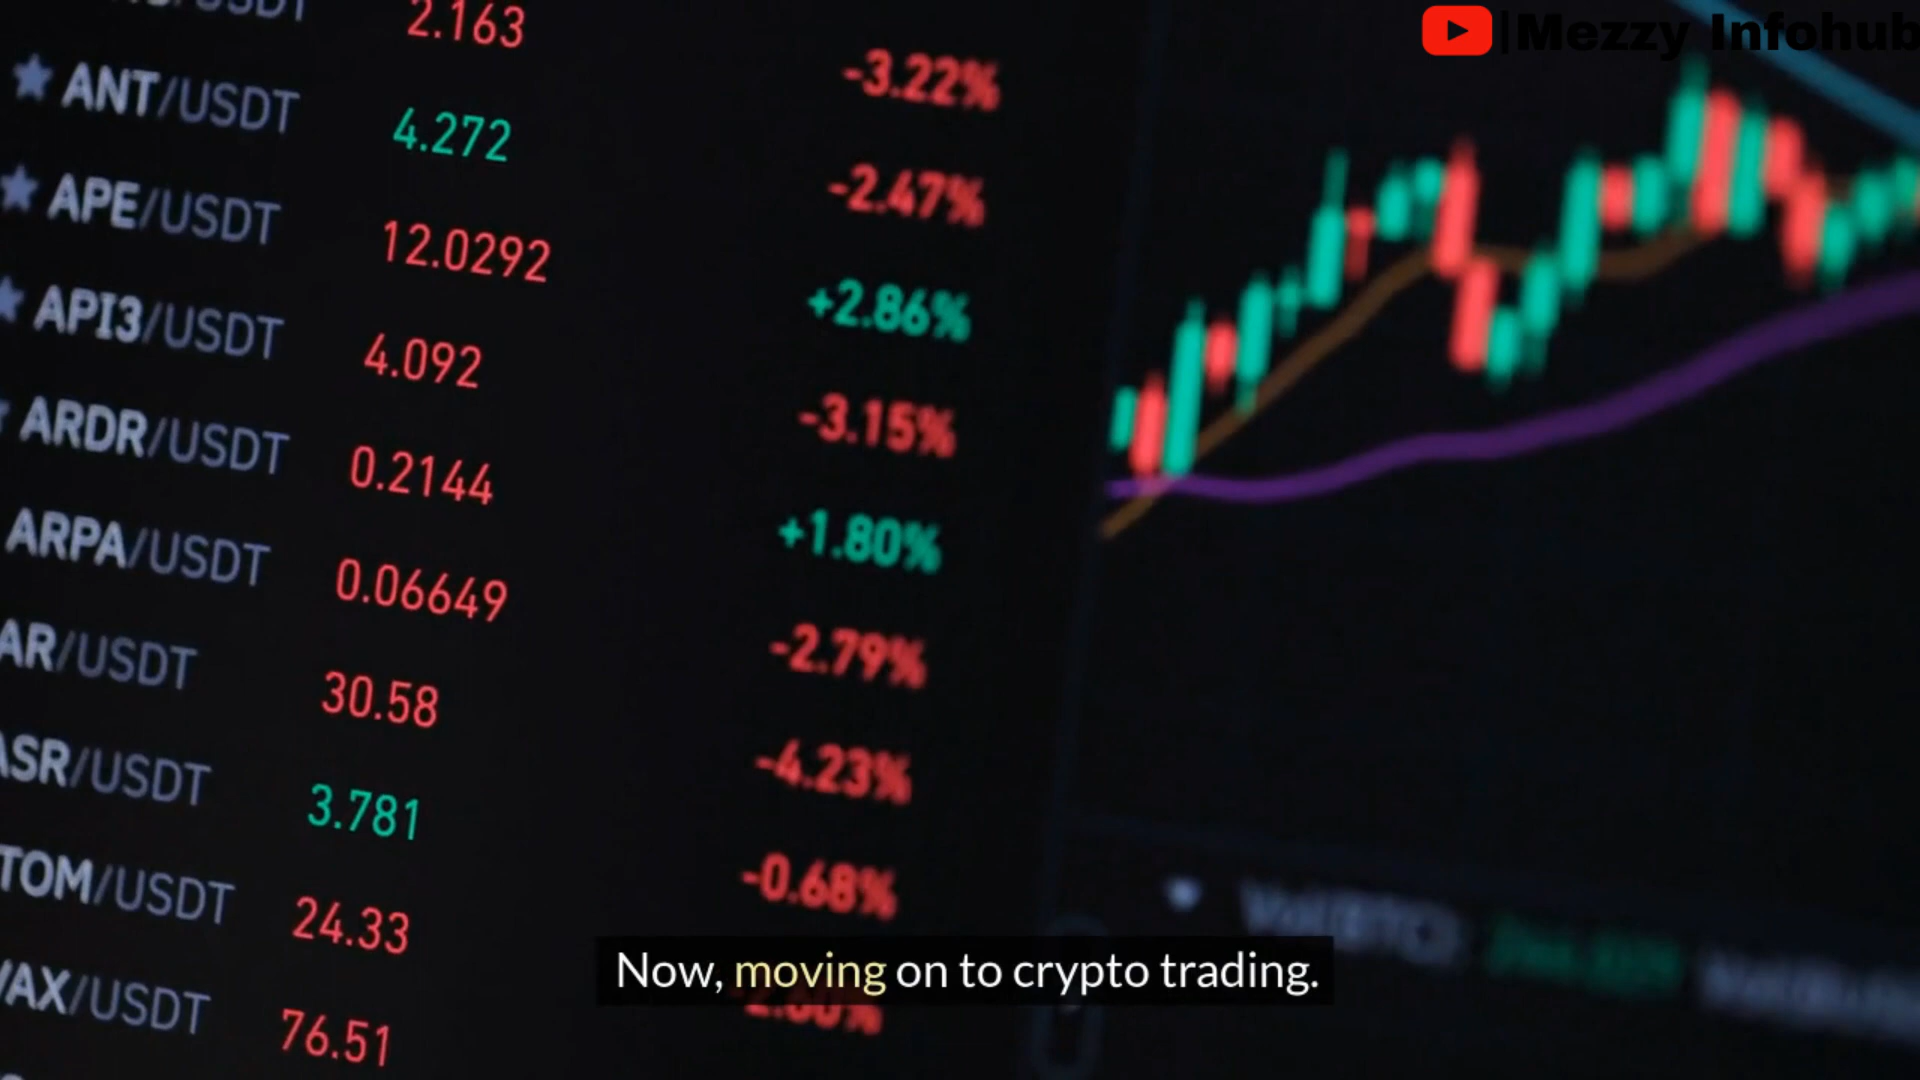 | Mezzy Infohub
/USDT 2.163
-3.22%
ANT/USDT 4.272
-2.47%
APE/USDT 12.0292
+2.86%
API3/USDT 4.092
-3.15%
ARDR/USDT 0.2144
+1.80%
ARPA/USDT 0.06649
-2.79%
AR/USDT 30.58
-4.23%
ASR/USDT 3.781
-0.68%
TOM/USDT 24.33
VAX/USDT 76.51
Now, moving on to crypto trading.